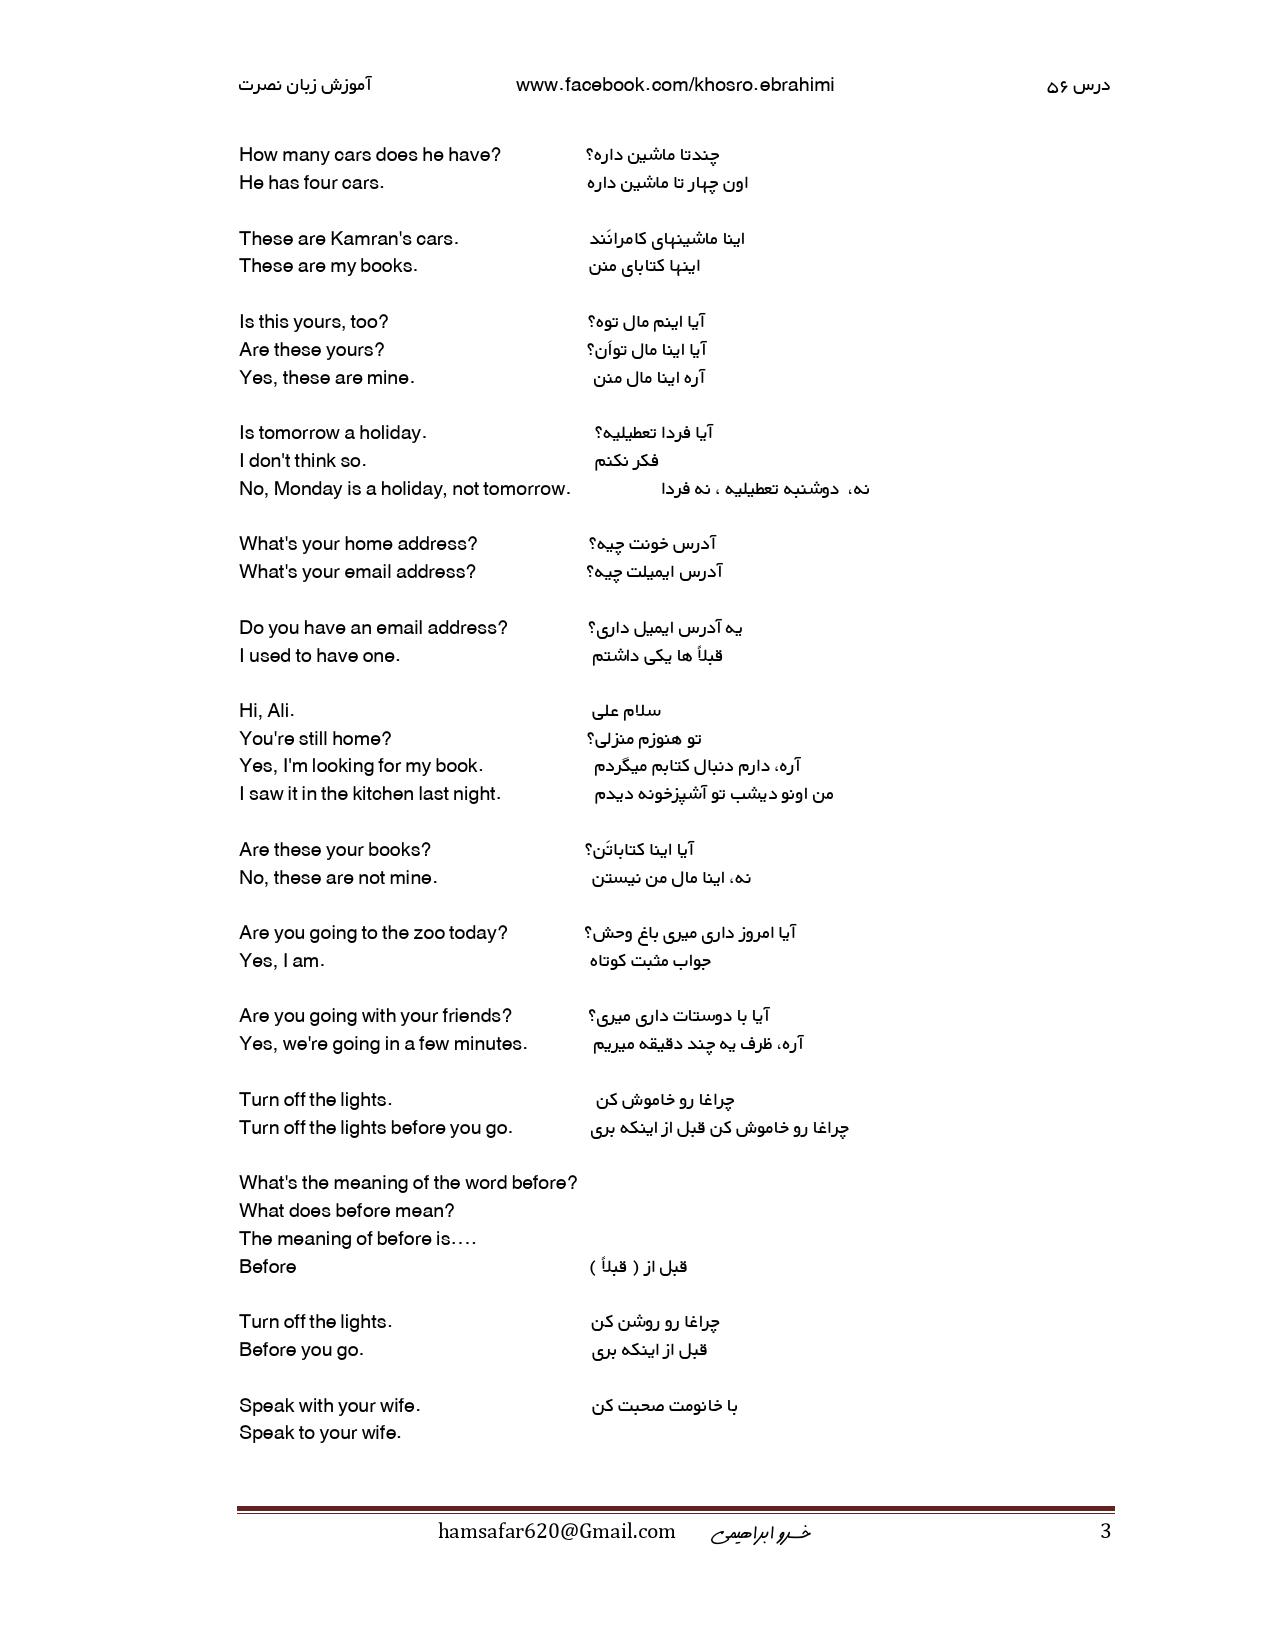 آموزش زبان نصرت www.facebook.com/khosro.ebrahimi درس ۵۶
How many cars does he have? چندتا ماشین داره؟
He has four cars. اون چهار تا ماشین داره
These are Kamran's cars. اینا ماشینهای کامرانَند
These are my books. اینها کتابای منن
Is this yours, too? آیا اینم مال توه؟
Are these yours? آیا اینا مال تواَن؟
Yes, these are mine. آره اینا مال منن
Is tomorrow a holiday. آیا فردا تعطیلیه؟
I don't think so. فکر نکنم
No, Monday is a holiday, not tomorrow. نه، دوشنبه تعطیلیه ، نه فردا
What's your home address? آدرس خونت چیه؟
What's your email address? آدرس ایمیلت چیه؟
Do you have an email address? یه آدرس ایمیل داری؟
I used to have one. قبلاً ها یکی داشتم
Hi, Ali. سلام علی
You're still home? تو هنوزم منزلی؟
Yes, I'm looking for my book. آره، دارم دنبال کتابم میگردم
I saw it in the kitchen last night. من اونو دیشب تو آشپزخونه دیدم
Are these your books? آیا اینا کتاباتَن؟
No, these are not mine. نه، اینا مال من نیستن
Are you going to the zoo today? آیا امروز داری میری باغ وحش؟
Yes, I am. جواب مثبت کوتاه
Are you going with your friends? آیا با دوستات داری میری؟
Yes, we're going in a few minutes. آره، ظرف یه چند دقیقه میریم
Turn off the lights. چراغا رو خاموش کن
Turn off the lights before you go. چراغا رو خاموش کن قبل از اینکه بری
What's the meaning of the word before?
What does before mean?
The meaning of before is….
Before قبل از ( قبلاً )
Turn off the lights. چراغا رو روشن کن
Before you go. قبل از اینکه بری
Speak with your wife. با خانومت صحبت کن
Speak to your wife.
hamsafar620@Gmail.com خسرو ابراهیمی 3